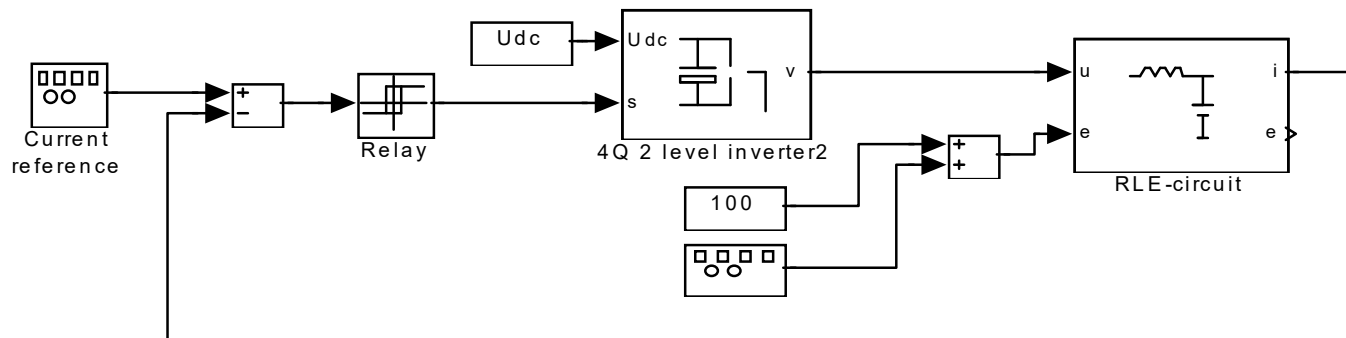 Udc
Udc
v
s
u
i
e
e
+
−
Current
reference
Relay
4Q 2 level inverter2
+
+
100
RLE-circuit